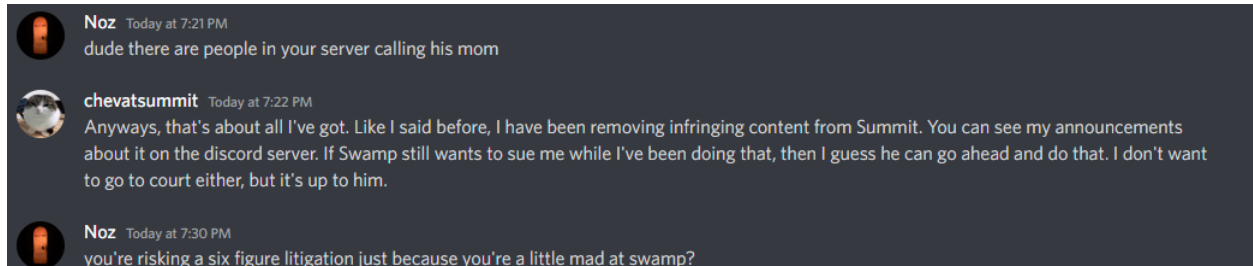 Noz Today at 7:21 PM
dude there are people in your server calling his mom
chevatsummit Today at 7:22 PM
Anyways, that's about all I've got. Like I said before, I have been removing infringing content from Summit. You can see my announcements
about it on the discord server. If Swamp still wants to sue me while I've been doing that, then I guess he can go ahead and do that. I don't want
to go to court either, but it's up to him.
Noz Today at 7:30 PM
you're risking a six figure litigation just because you're a little mad at swamp?